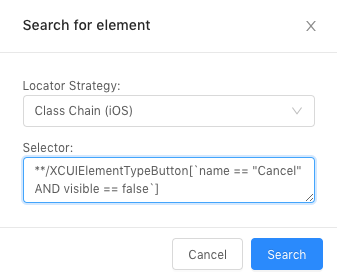 Search for element
Locator Strategy:
Class Chain (iOS)
Selector:
**/XCUIElementTypeButton[`name == "Cancel"
AND visible == false`]
Cancel
Search